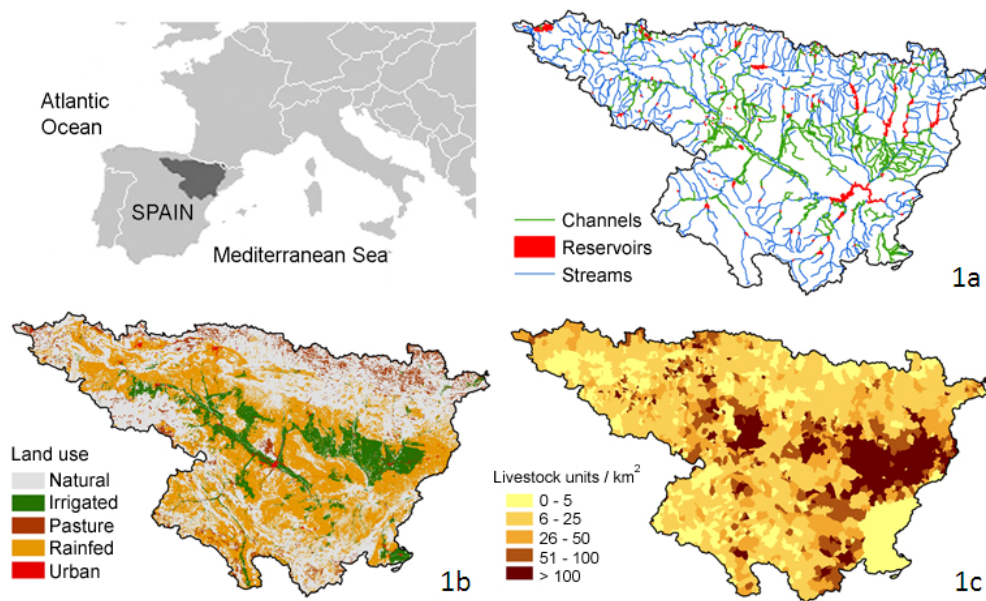 Atlantic
Ocean
SPAIN
Mediterranean Sea
Channels
Reservoirs
Streams
1a
Land use
Natural
Irrigated
Pasture
Rainfed
Urban
1b
Livestock units / km²
0 - 5
6 - 25
26 - 50
51 - 100
> 100
1c